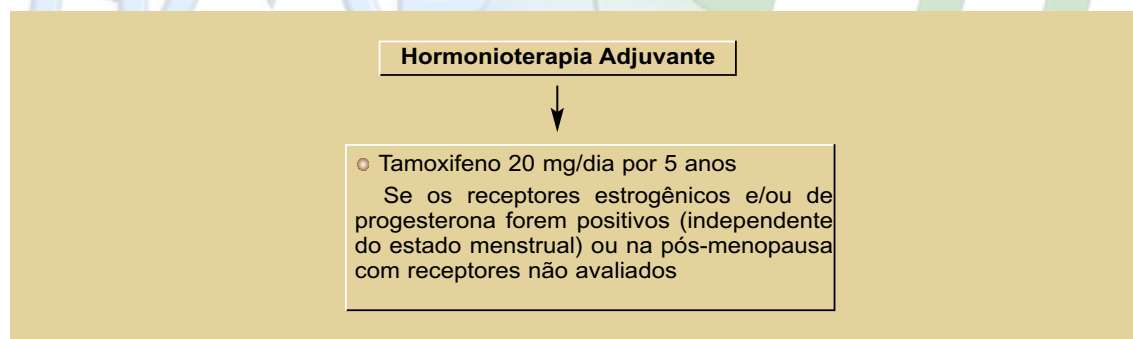 Hormonioterapia Adjuvante
Tamoxifeno 20 mg/dia por 5 anos
Se os receptores estrogênicos e/ou de
progesterona forem positivos (independente
do estado menstrual) ou na pós-menopausa
com receptores não avaliados